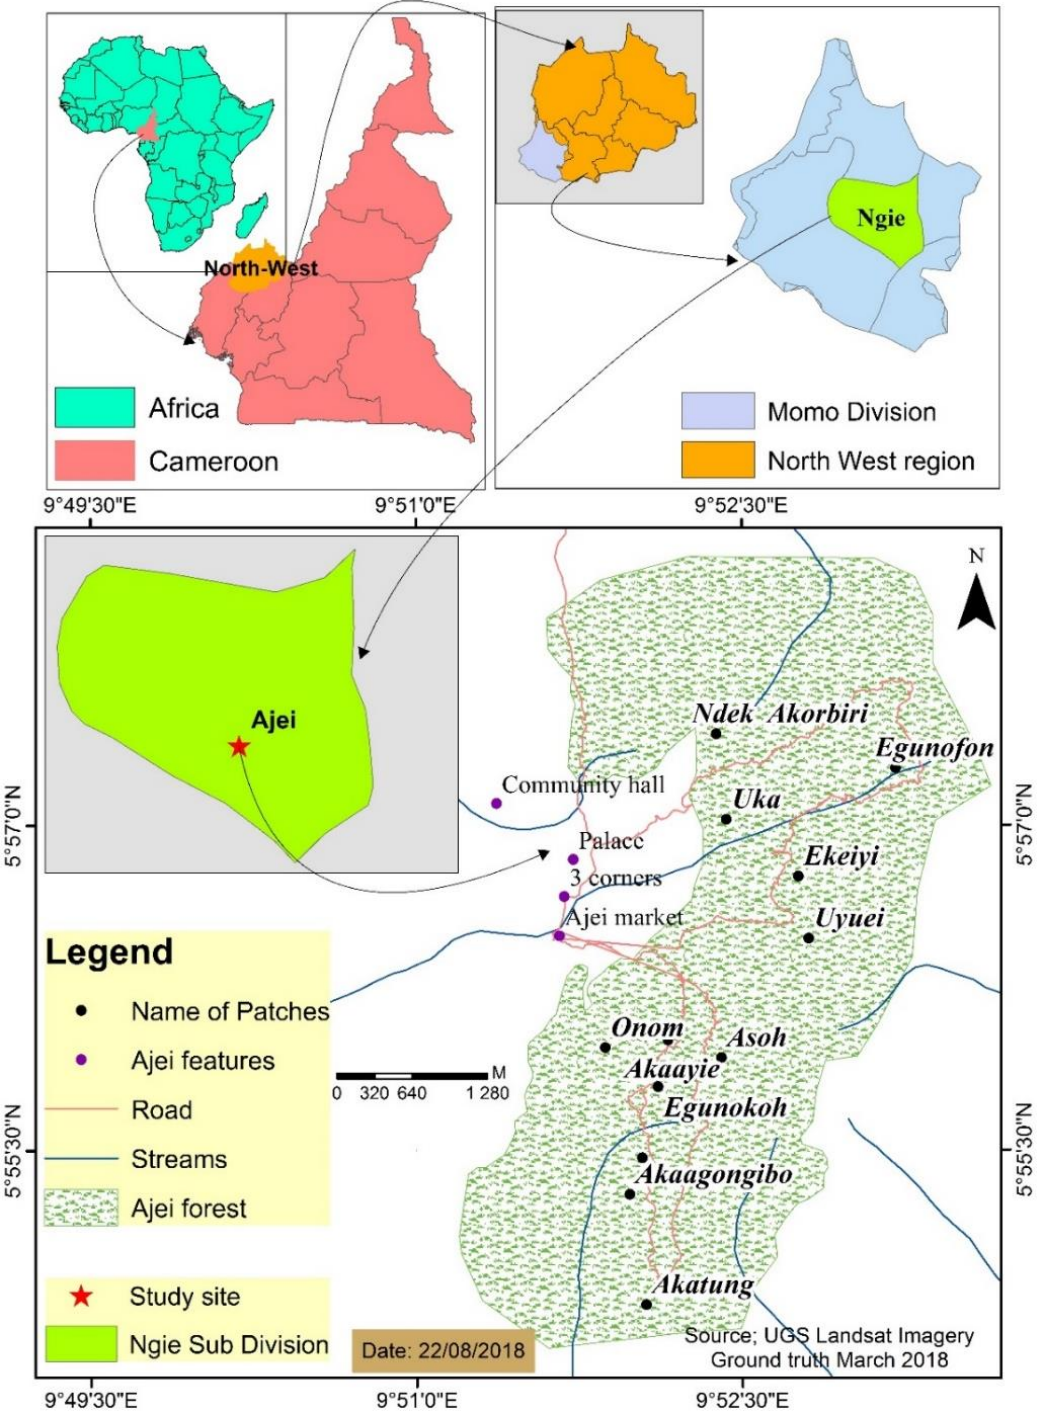 North-West
Africa
Cameroon
Ngie
Momo Division
North West region
9°49'30"E
9°51'0"E
9°52'30"E
Ajei
N
Ndek Akorbiri
Egunofon
Community hall
Uka
5°57'0"N
5°57'0"N
Palace
Ekeiyi
3 corners
Ajei market
Uyuei
Legend
Name of Patches
Ajei features
Road
Streams
Ajei forest
Study site
Ngie Sub Division
M
0 320 640 1 280
Onom
Asoh
Akaayie
Egunokoh
5°55'30"N
5°55'30"N
Akaagongibo
Akatung
Date: 22/08/2018
Source; UGS Landsat Imagery
Ground truth March 2018
9°49'30"E
9°51'0"E
9°52'30"E